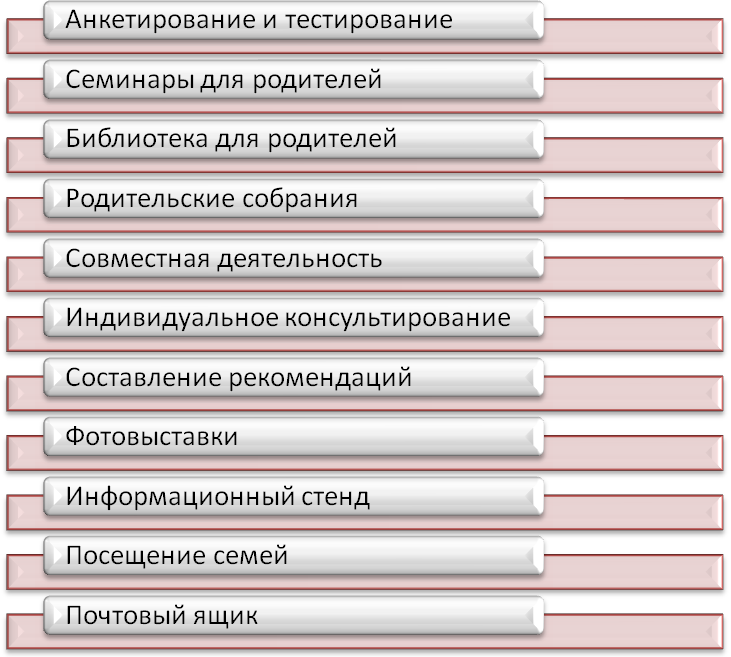 Анкетирование и тестирование
Семинары для родителей
Библиотека для родителей
Родительские собрания
Совместная деятельность
Индивидуальное консультирование
Составление рекомендаций
Фотовыставки
Информационный стенд
Посещение семей
Почтовый ящик